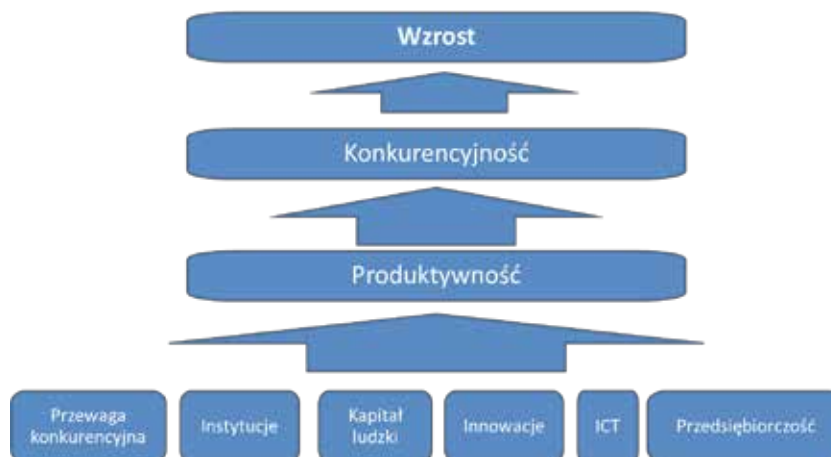 Wzrost
Konkurencyjność
Produktywność
Przewaga
konkurencyjna
Instytucje
Kapitał
ludzki
Innowacje
ICT
Przedsiębiorczość